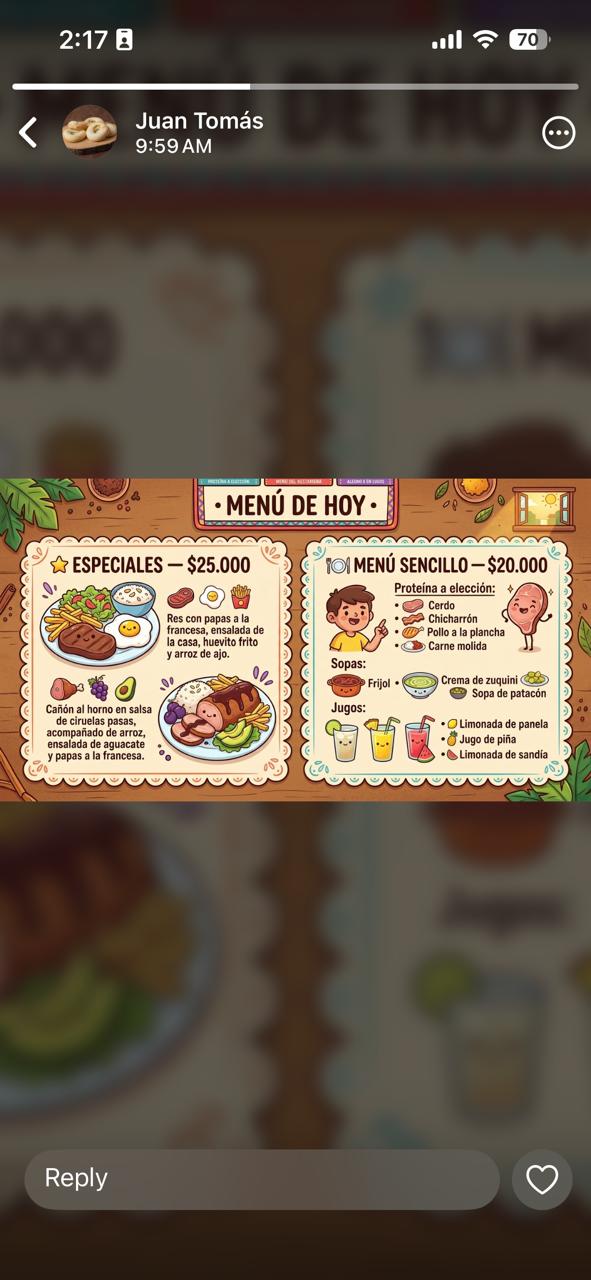 2:17
70
Juan Tomás
9:59 AM
PROTEÍNA A ELECCIÓN
• MENÚ DE HOY •
ESPECIALES — $25.000
Res con papas a la
francesa, ensalada de
la casa, huevito frito
y arroz de ajo.
Cañón al horno en salsa
de ciruelas pasas,
acompañado de arroz,
ensalada de aguacate
y papas a la francesa.
MENÚ SENCILLO — $20.000
Proteína a elección:
• Cerdo
• Chicharrón
• Pollo a la plancha
• Carne molida
Sopas:
Frijol • Crema de zuquini
Sopa de patacón
Jugos:
• Limonada de panela
• Jugo de piña
• Limonada de sandía
Reply